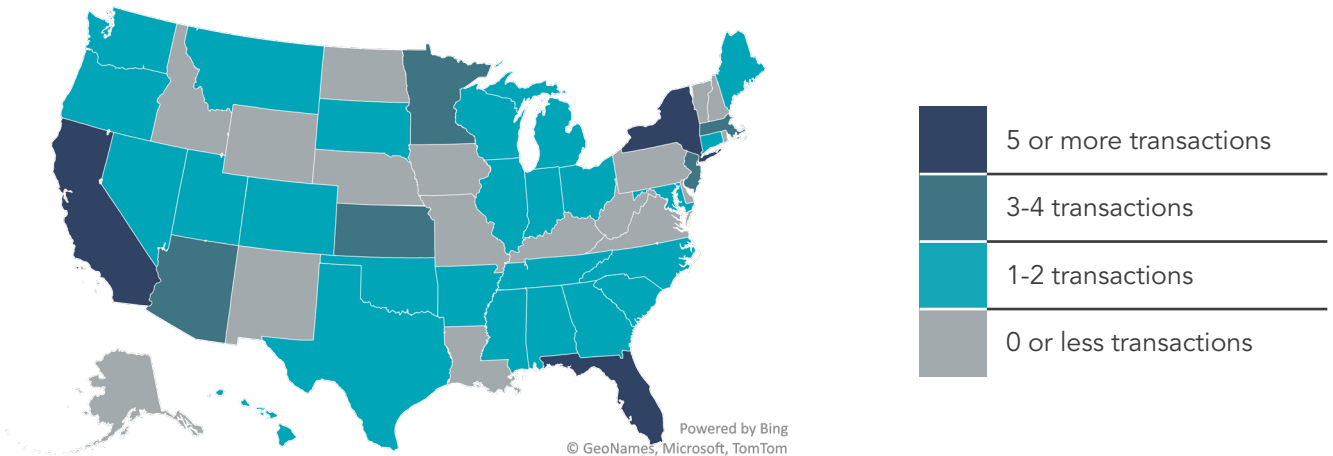 5 or more transactions
3-4 transactions
1-2 transactions
0 or less transactions
Powered by Bing
© GeoNames, Microsoft, TomTom